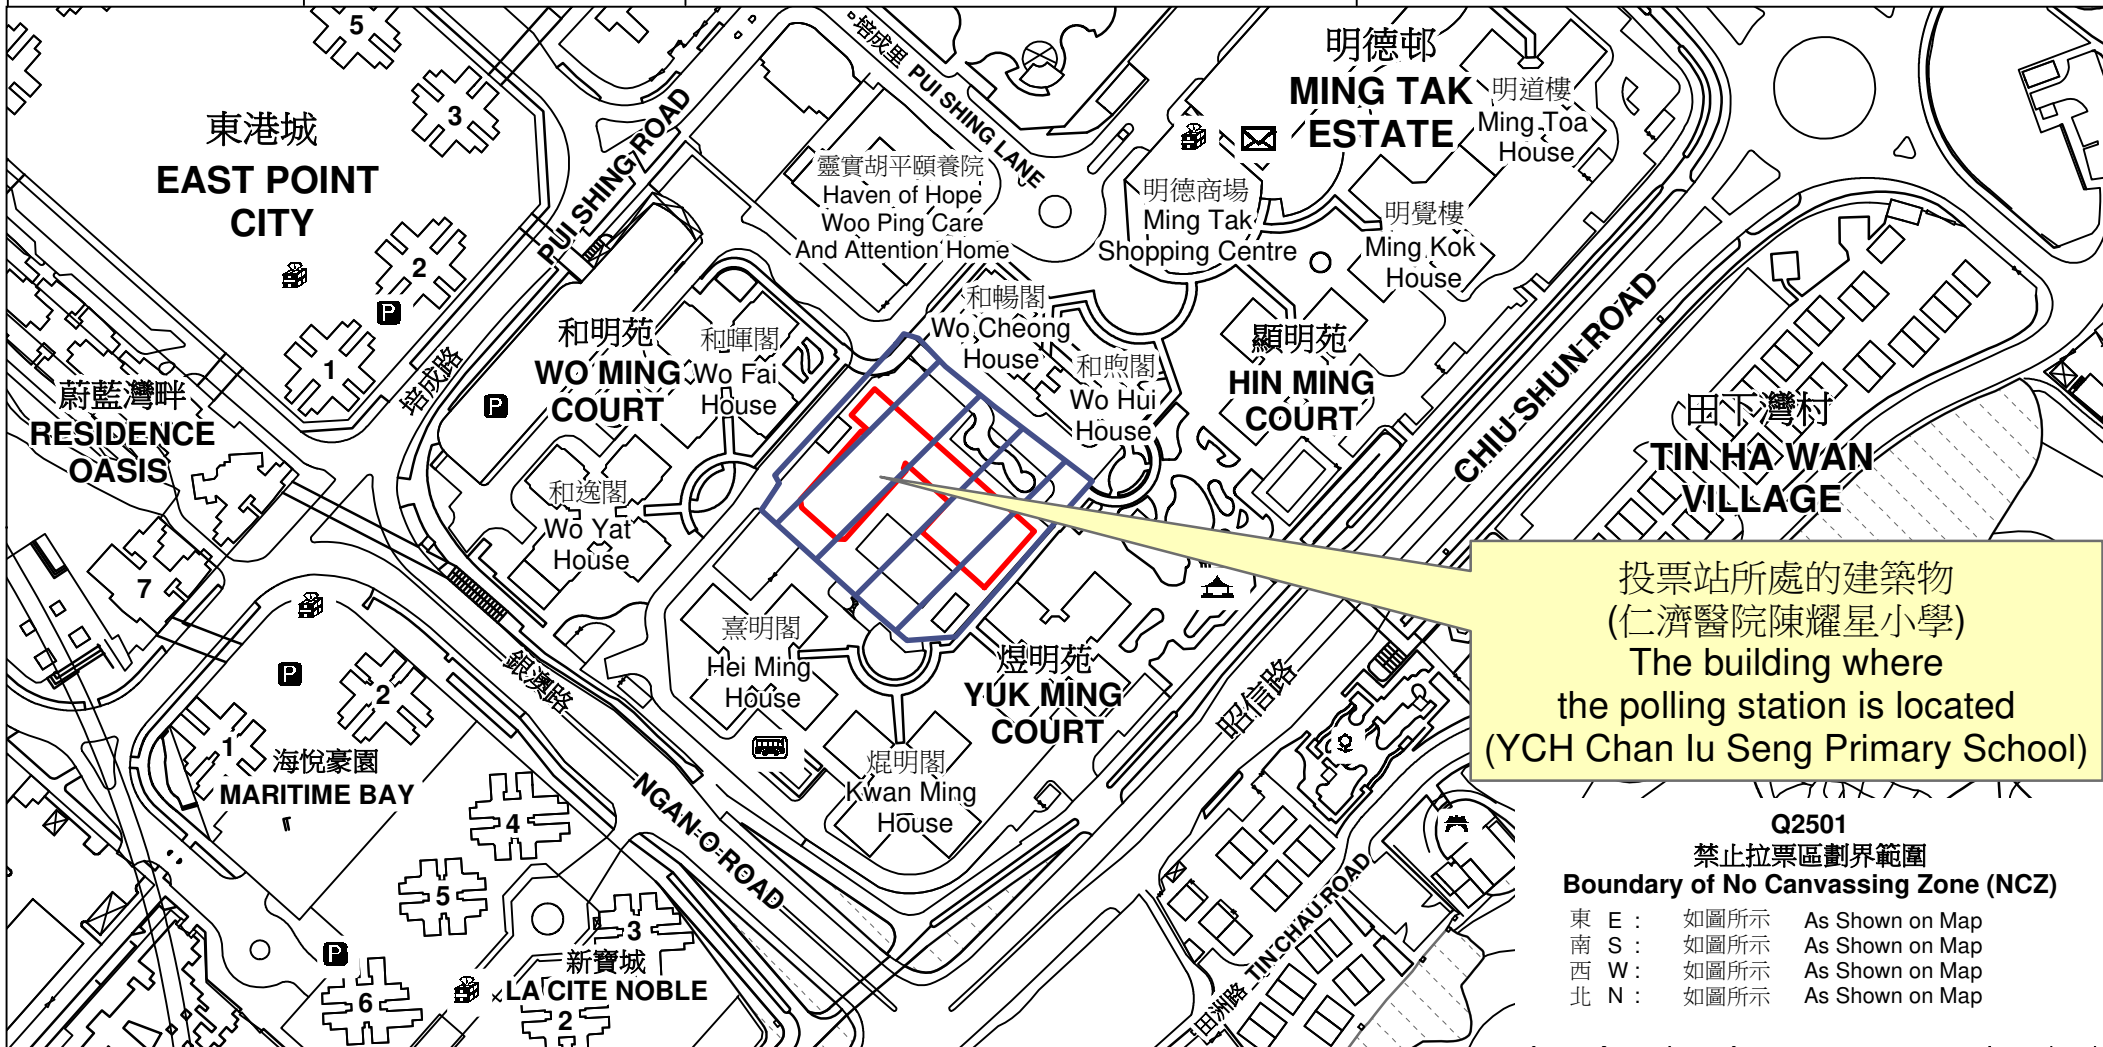 5
3
東港城
EAST POINT
CITY
2
P
1
培成里 PUI SHING LANE
PUI SHING ROAD
培成路
靈實胡平頤養院
Haven of Hope
Woo Ping Care
And Attention Home
明德邨
MING TAK
ESTATE
明道樓
Ming Toa
House
明德商場
Ming Tak
Shopping Centre
明覺樓
Ming Kok
House
和明苑
WO MING
COURT
P
和暉閣
Wo Fai
House
和暢閣
Wo Cheong
House
和煦閣
Wo Hui
House
顯明苑
HIN MING
COURT
CHIU SHUN ROAD
昭信路
田下灣村
TIN HA WAN
VILLAGE
蔚藍灣畔
RESIDENCE
OASIS
7
和逸閣
Wo Yat
House
熹明閣
Hei Ming
House
煜明苑
YUK MING
COURT
焜明閣
Kwan Ming
House
銀澳路
NGAN O ROAD
P
2
1
海悅豪園
MARITIME BAY
4
5
3
新寶城
LA CITE NOBLE
P
6
2
田洲路 TIN CHAU ROAD
投票站所處的建築物
(仁濟醫院陳耀星小學)
The building where
the polling station is located
(YCH Chan Iu Seng Primary School)
Q2501
禁止拉票區劃界範圍
Boundary of No Canvassing Zone (NCZ)
東 E : 如圖所示 As Shown on Map
南 S : 如圖所示 As Shown on Map
西 W : 如圖所示 As Shown on Map
北 N : 如圖所示 As Shown on Map